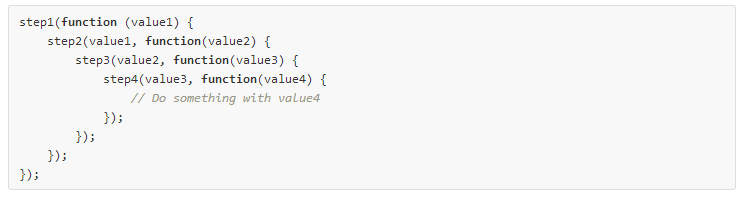 step1(function (value1) {
    step2(value1, function(value2) {
        step3(value2, function(value3) {
            step4(value3, function(value4) {
                // Do something with value4
            });
        });
    });
});